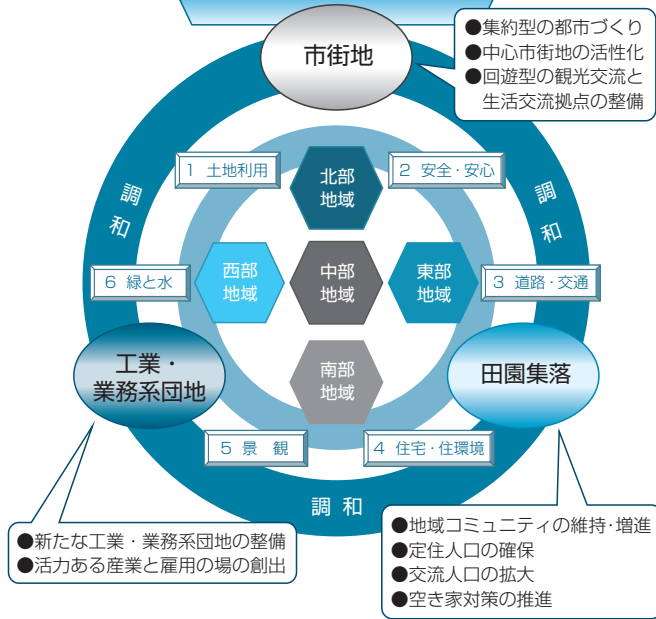 市街地
●集約型の都市づくり
●中心市街地の活性化
●回遊型の観光交流と
生活交流拠点の整備
1 土地利用
2 安全・安心
北部
地域
調和
調和
西部
地域
中部
地域
東部
地域
6 緑と水
3 道路・交通
工業・
業務系団地
南部
地域
田園集落
5 景 観
4 住宅・住環境
調 和
●新たな工業・業務系団地の整備
●活力ある産業と雇用の場の創出
●地域コミュニティの維持・増進
●定住人口の確保
●交流人口の拡大
●空き家対策の推進